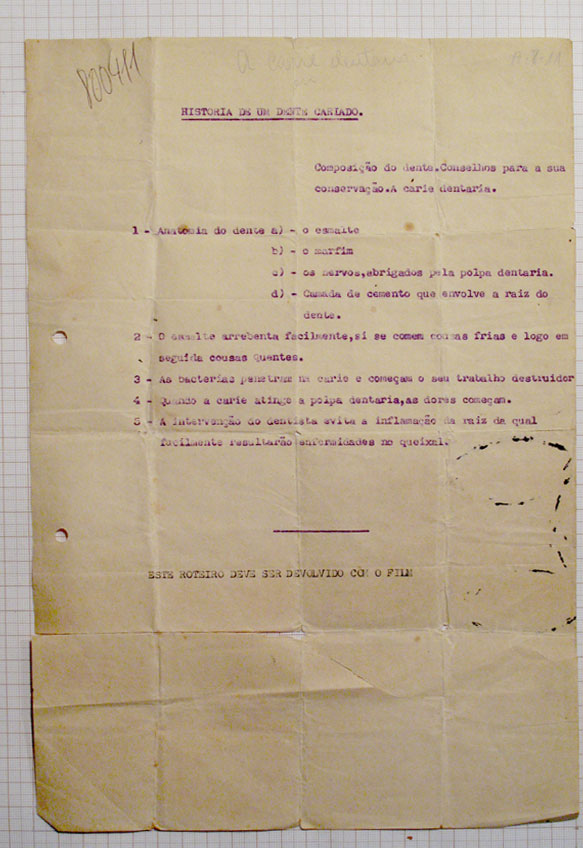 800411
A carie dentaria
HISTORIA DE UM DENTE CARIADO.
Composição do dente.Conselhos para a sua
conservação.A cárie dentaria.
1 - Anatomia do dente a) - o esmalte
b) - o marfim
c) - os nervos,abrigados pela polpa dentaria.
d) - Camada de cemento que envolve a raiz do
dente.
2 - O esmalte arrebenta facilmente,si se comem cousas frias e logo em
seguida cousas quentes.
3 - As bacterias penetram na carie e começam o seu trabalho destruidor
4 - Quando a carie atinge a polpa dentaria,as dores começam.
5 - A intervenção do dentista evita a inflamação da raiz da qual
facilmente resultarão enfermidades no queixal.
ESTE ROTEIRO DEVE SER DEVOLVIDO COM O FILM